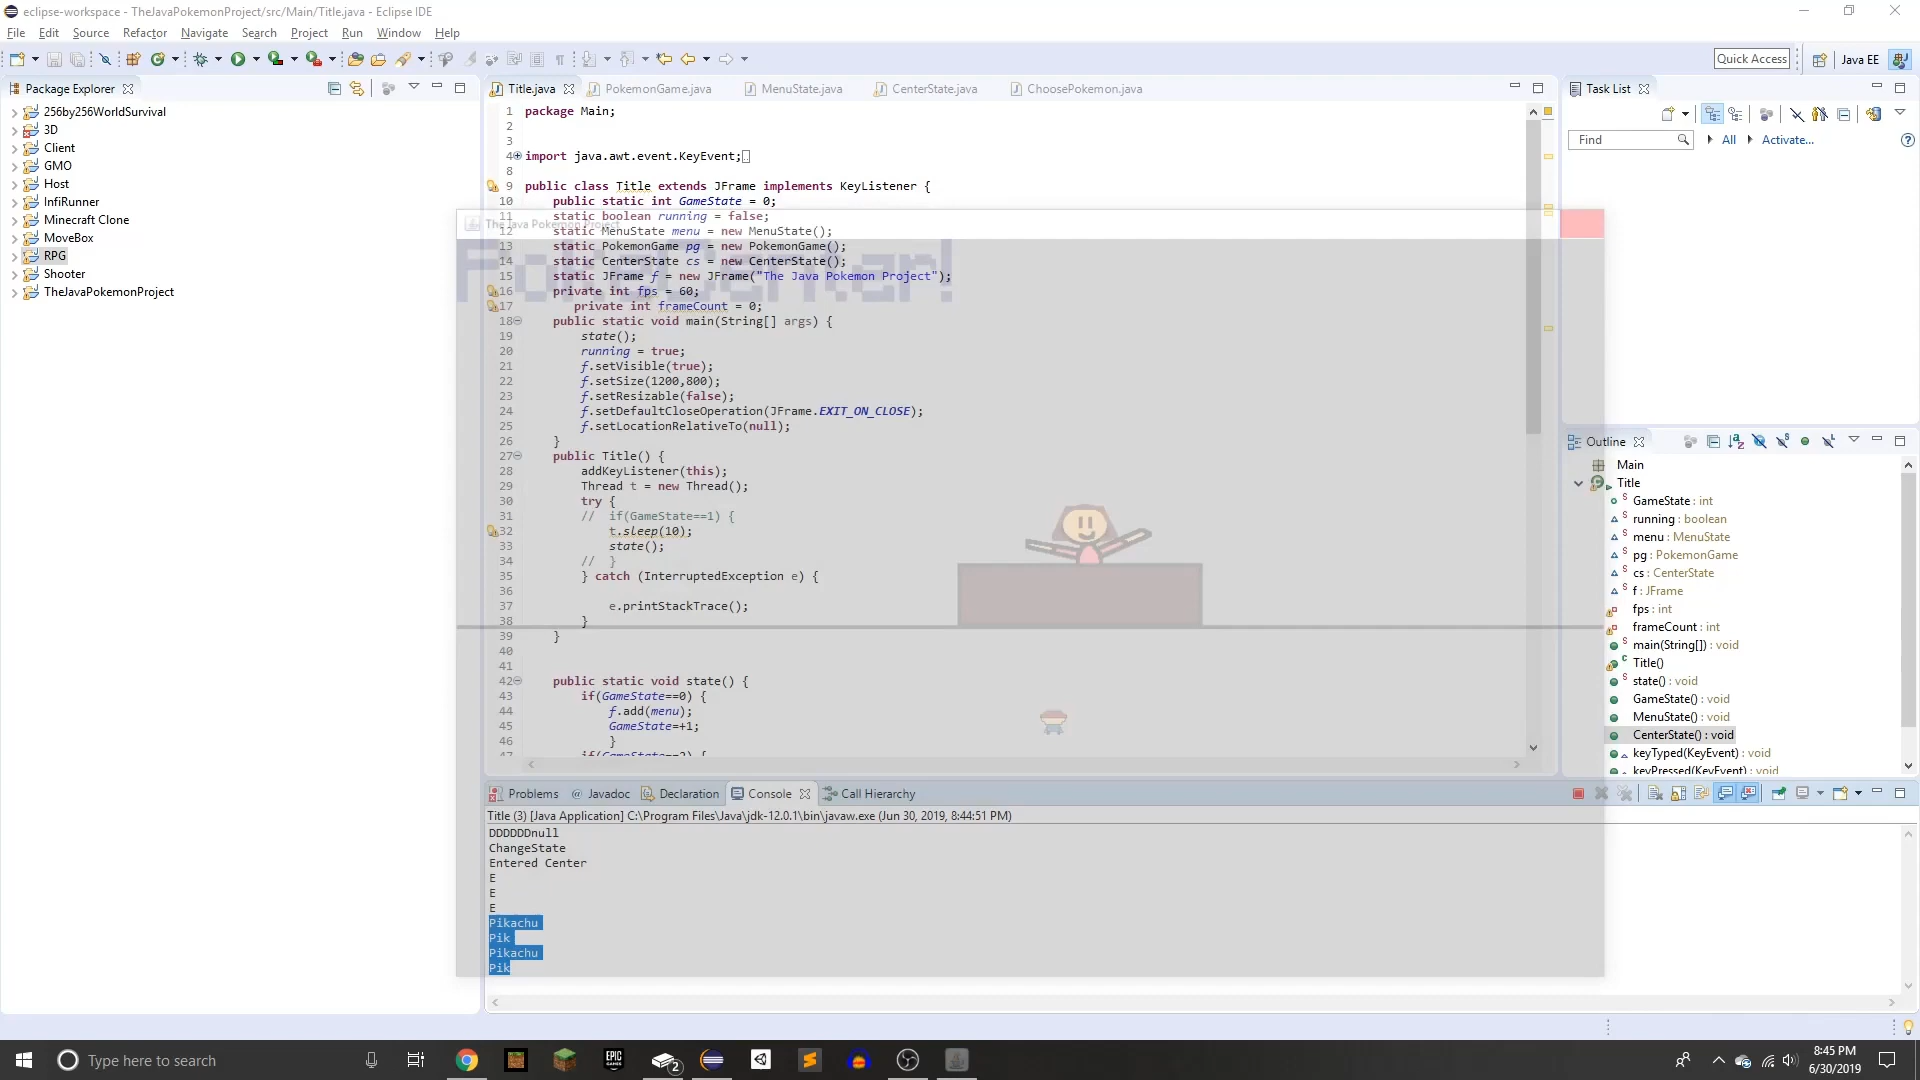 eclipse-workspace - TheJavaPokemonProject/src/Main/Title.java - Eclipse IDE
File Edit Source Refactor Navigate Search Project Run Window Help
Quick Access Java EE
Package Explorer
256by256WorldSurvival
3D
Client
GMO
Host
InfiRunner
Minecraft Clone
MoveBox
RPG
Shooter
TheJavaPokemonProject
Title.java PokemonGame.java MenuState.java CenterState.java ChoosePokemon.java
1 package Main;
2
3
4 import java.awt.event.KeyEvent;
8
9 public class Title extends JFrame implements KeyListener {
10 public static int GameState = 0;
11 static boolean running = false;
The Java Pokemon Project
12 static MenuState menu = new MenuState();
13 static PokemonGame pg = new PokemonGame();
14 static CenterState cs = new CenterState();
PokeCenter!
15 static JFrame f = new JFrame("The Java Pokemon Project");
16 private int fps = 60;
17 private int frameCount = 0;
18 public static void main(String[] args) {
19 state();
20 running = true;
21 f.setVisible(true);
22 f.setSize(1200,800);
23 f.setResizable(false);
24 f.setDefaultCloseOperation(JFrame.EXIT_ON_CLOSE);
25 f.setLocationRelativeTo(null);
26 }
27 public Title() {
28 addKeyListener(this);
29 Thread t = new Thread();
30 try {
31 // if(GameState==1) {
32 t.sleep(10);
33 state();
34 // }
35 } catch (InterruptedException e) {
36
37 e.printStackTrace();
38 }
39 }
40
41
42 public static void state() {
43 if(GameState==0) {
44 f.add(menu);
45 GameState=+1;
46 }
47 if(GameState==2) {
Task List
Find All Activate...
Outline
Main
Title
GameState : int
running : boolean
menu : MenuState
pg : PokemonGame
cs : CenterState
f : JFrame
fps : int
frameCount : int
main(String[]) : void
Title()
state() : void
GameState() : void
MenuState() : void
CenterState() : void
keyTyped(KeyEvent) : void
keyPressed(KeyEvent) : void
Problems Javadoc Declaration Console Call Hierarchy
Title (3) [Java Application] C:\Program Files\Java\jdk-12.0.1\bin\javaw.exe (Jun 30, 2019, 8:44:51 PM)
DDDDDDnull
ChangeState
Entered Center
E
E
E
Pikachu
Pik
Pikachu
Pik
Type here to search
EPIC GAMES
2
8:45 PM
6/30/2019